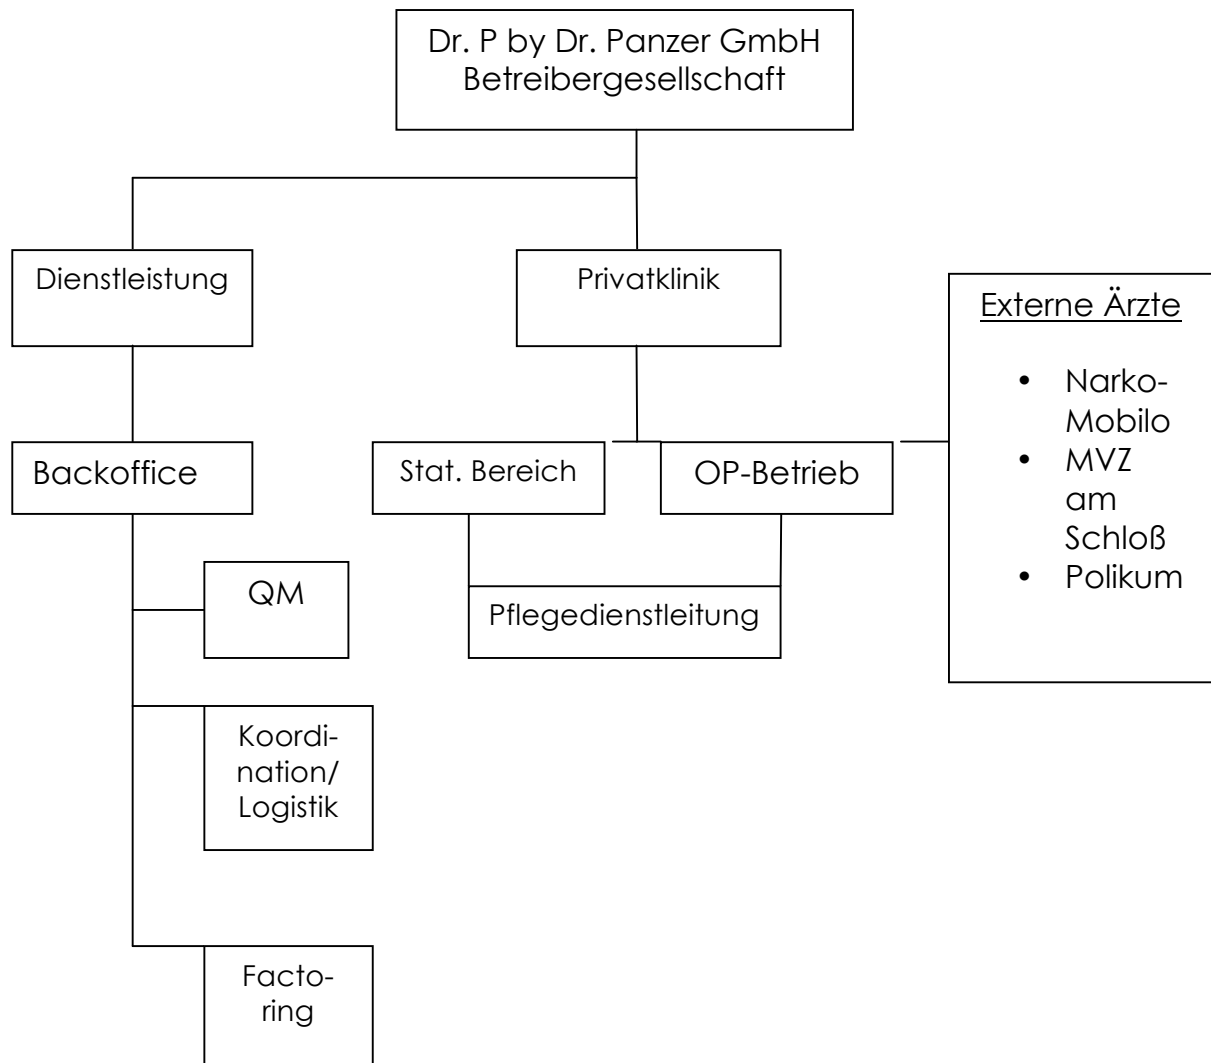 Dr. P by Dr. Panzer GmbH
Betreibergesellschaft
Dienstleistung
Privatklinik
Externe Ärzte
• Narko-
Mobilo
• MVZ
am
Schloß
• Polikum
Backoffice
Stat. Bereich
OP-Betrieb
QM
Pflegedienstleitung
Koordi-
nation/
Logistik
Facto-
ring